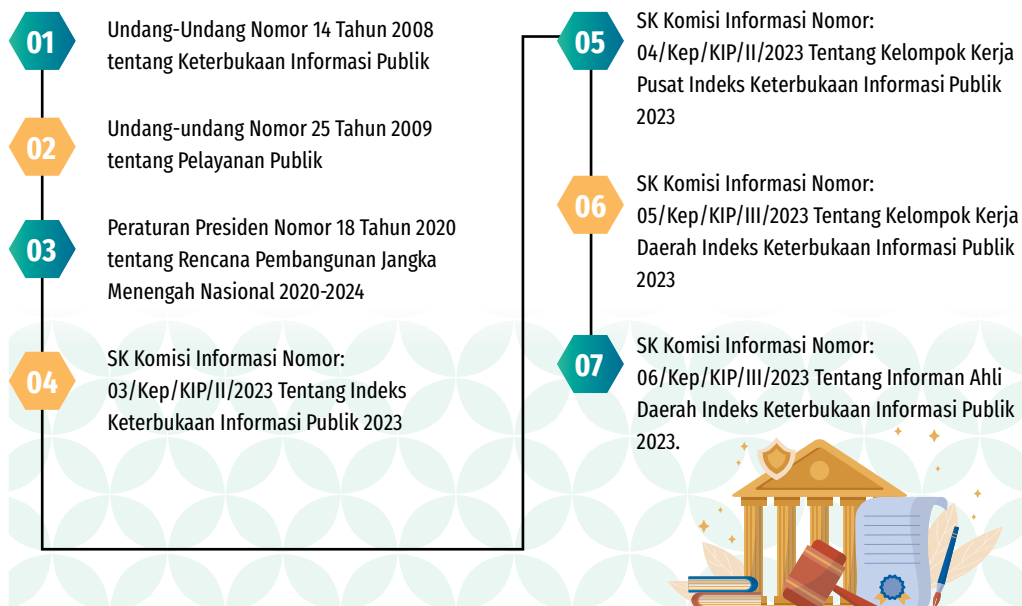 01
Undang-Undang Nomor 14 Tahun 2008
tentang Keterbukaan Informasi Publik
02
Undang-undang Nomor 25 Tahun 2009
tentang Pelayanan Publik
03
Peraturan Presiden Nomor 18 Tahun 2020
tentang Rencana Pembangunan Jangka
Menengah Nasional 2020-2024
04
SK Komisi Informasi Nomor:
03/Kep/KIP/II/2023 Tentang Indeks
Keterbukaan Informasi Publik 2023
05
SK Komisi Informasi Nomor:
04/Kep/KIP/II/2023 Tentang Kelompok Kerja
Pusat Indeks Keterbukaan Informasi Publik
2023
06
SK Komisi Informasi Nomor:
05/Kep/KIP/III/2023 Tentang Kelompok Kerja
Daerah Indeks Keterbukaan Informasi Publik
2023
07
SK Komisi Informasi Nomor:
06/Kep/KIP/III/2023 Tentang Informan Ahli
Daerah Indeks Keterbukaan Informasi Publik
2023.